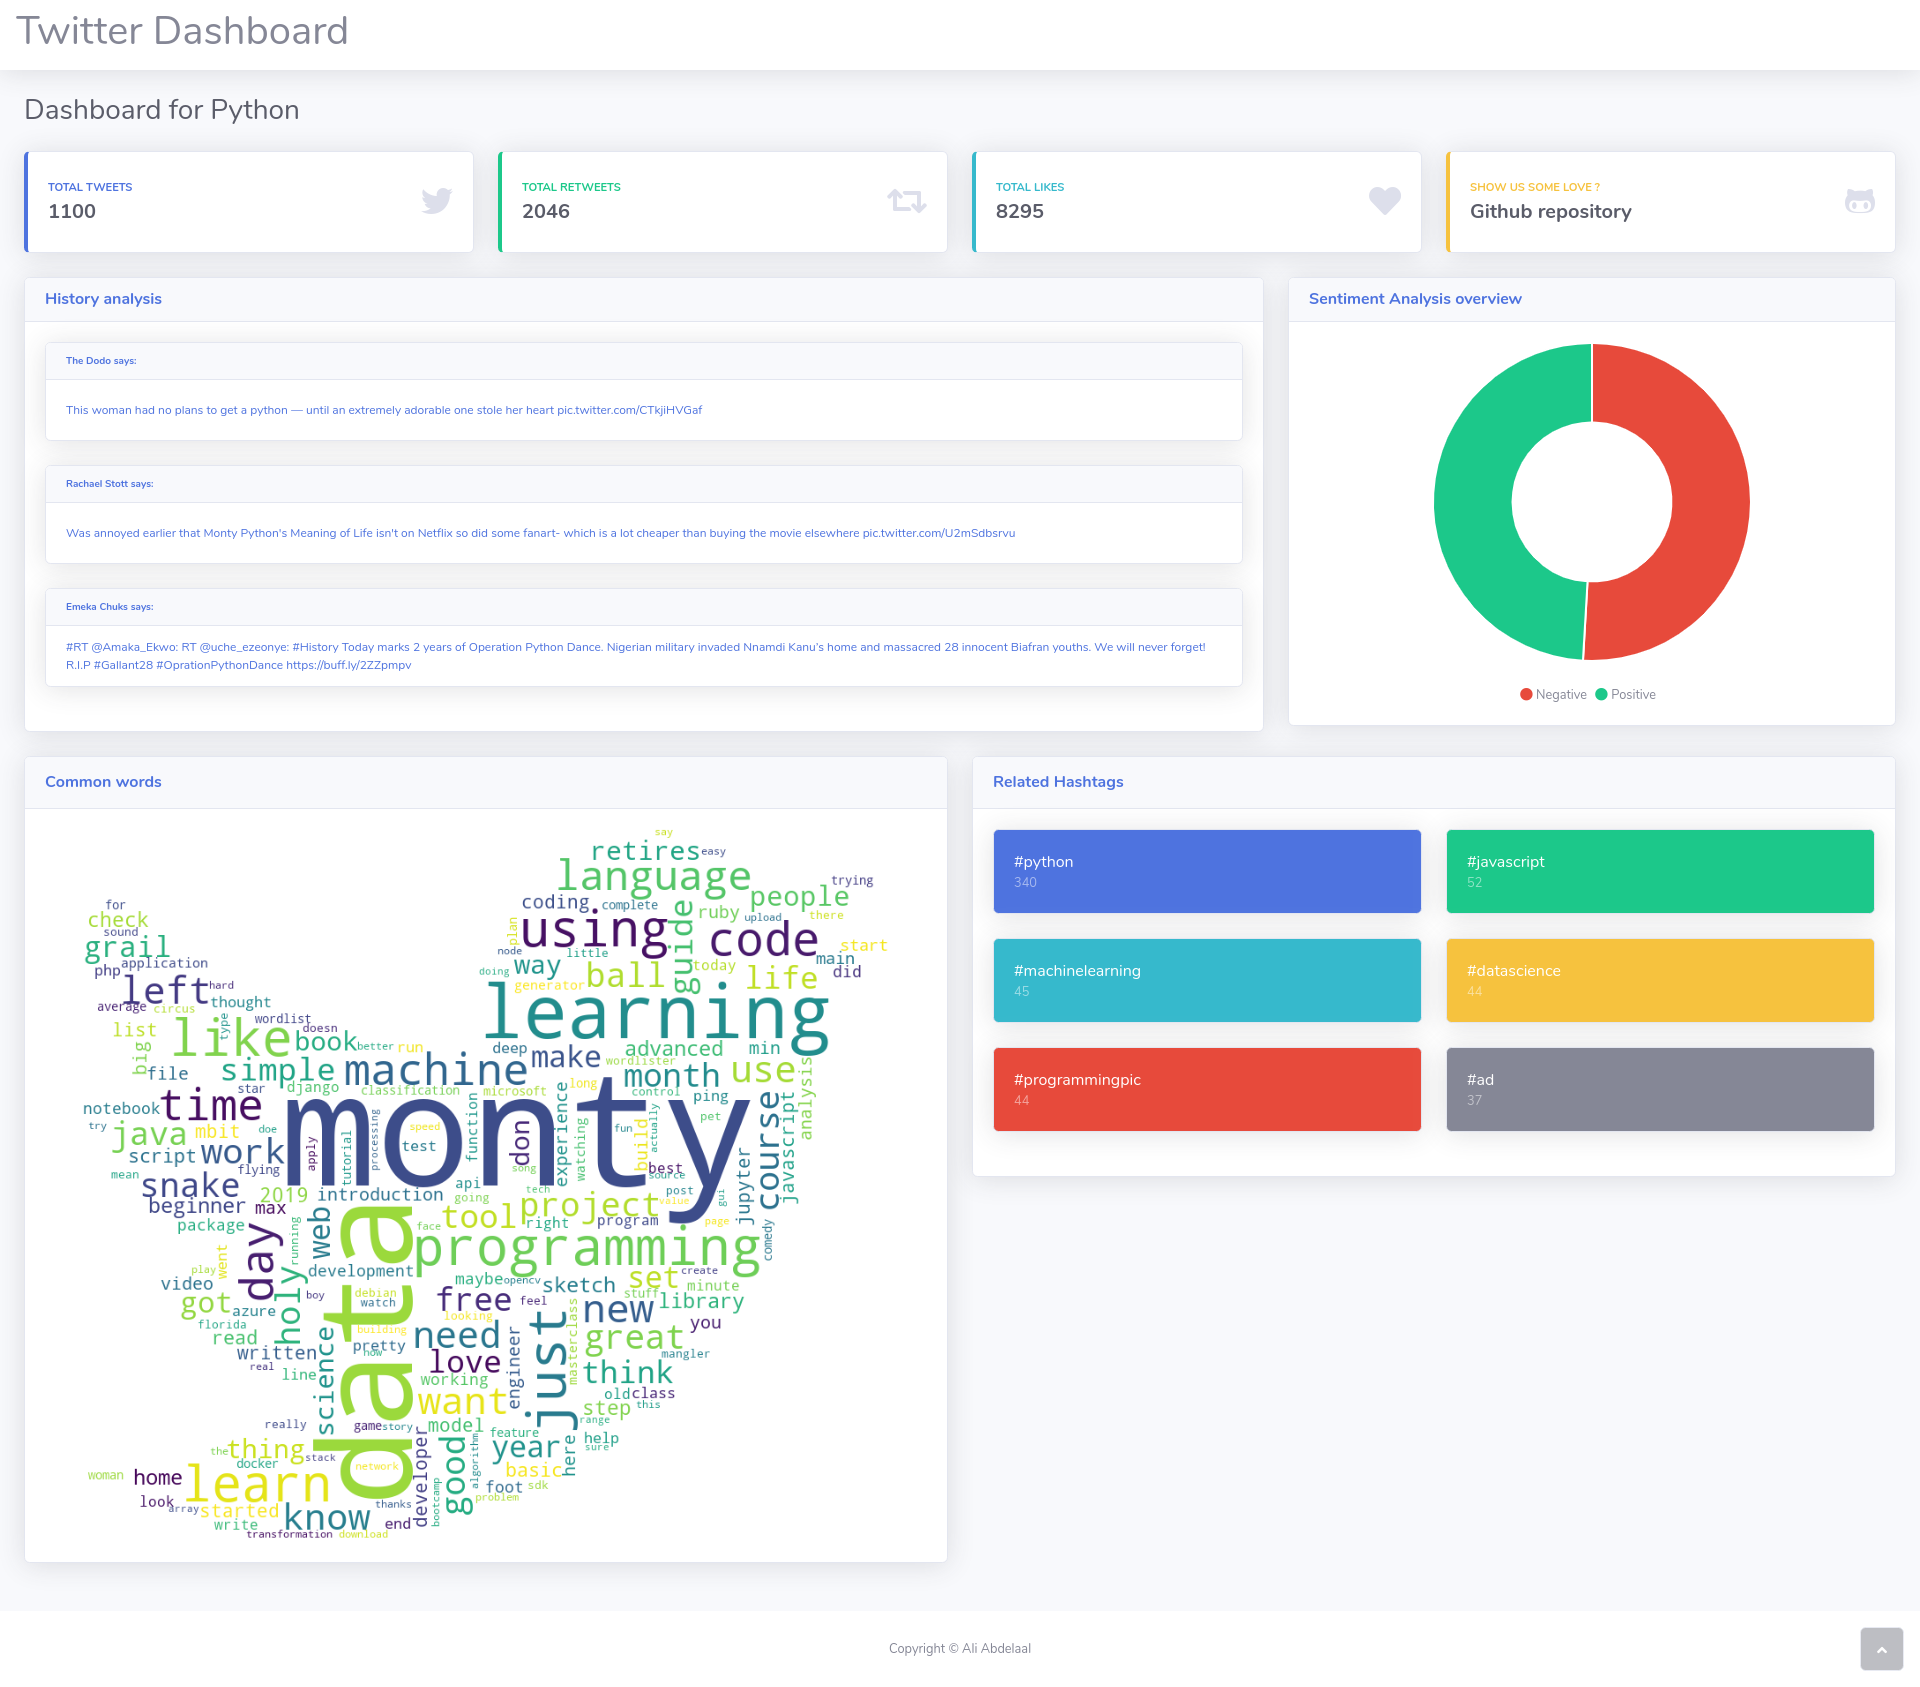 Twitter Dashboard
Dashboard for Python
TOTAL TWEETS
1100
TOTAL RETWEETS
2046
TOTAL LIKES
8295
SHOW US SOME LOVE ?
Github repository
History analysis
The Dodo says:
This woman had no plans to get a python — until an extremely adorable one stole her heart pic.twitter.com/CTkjiHVGaf
Rachael Stott says:
Was annoyed earlier that Monty Python's Meaning of Life isn't on Netflix so did some fanart- which is a lot cheaper than buying the movie elsewhere pic.twitter.com/U2mSdbsrvu
Emeka Chuks says:
#RT @Amaka_Ekwo: RT @uche_ezeonye: #History Today marks 2 years of Operation Python Dance. Nigerian military invaded Nnamdi Kanu's home and massacred 28 innocent Biafran youths. We will never forget!
R.I.P #Gallant28 #OprationPythonDance https://buff.ly/2ZZpmpv
Sentiment Analysis overview
Negative Positive
Common words
say
retires easy
language
trying
people
for
coding complete
check
using
plan
guide
ruby upload there
sound
code
grail
start
node little
main
php application
way
today
did
doing
ball
life
left hard
generator
average circus thought
learning
type
wordlist
list
like
doesn
book better run
big
deep make advanced min
file simple
machine
wordlister
month use
analysis
star django classification microsoft long
control ping
notebook time
monty
try
java mbit doe
processing
speed
function
don
experience
watching
fun
build
actually
pet
course
javascript
script work
apply
tutorial
test
flying
song
best
source
jupyter
mean
snake
2019 introduction
api
going
tech
post
gui
beginner max
project value
package
web
data
face tool right program page
comedy
day
running
programming
went
play
development
maybe opencv sketch set create
video
holy
stuff minute
boy debian
free feel new library
got azure
watch
looking
just
you
florida
building
need
great
read
science
masterclass
written
pretty
engineer
mangler
now
love
real line
think
working
old class
want
step this
really
game story model
range
feature
help
the thing stack
developer
good
algorithm
year here
sure
docker
network
basic
woman home learn
foot sdk
look
bootcamp
problem
array started
know thanks
write
end
transformation download
Related Hashtags
#python
340
#javascript
52
#machinelearning
45
#datascience
44
#programmingpic
44
#ad
37
Copyright © Ali Abdelaal